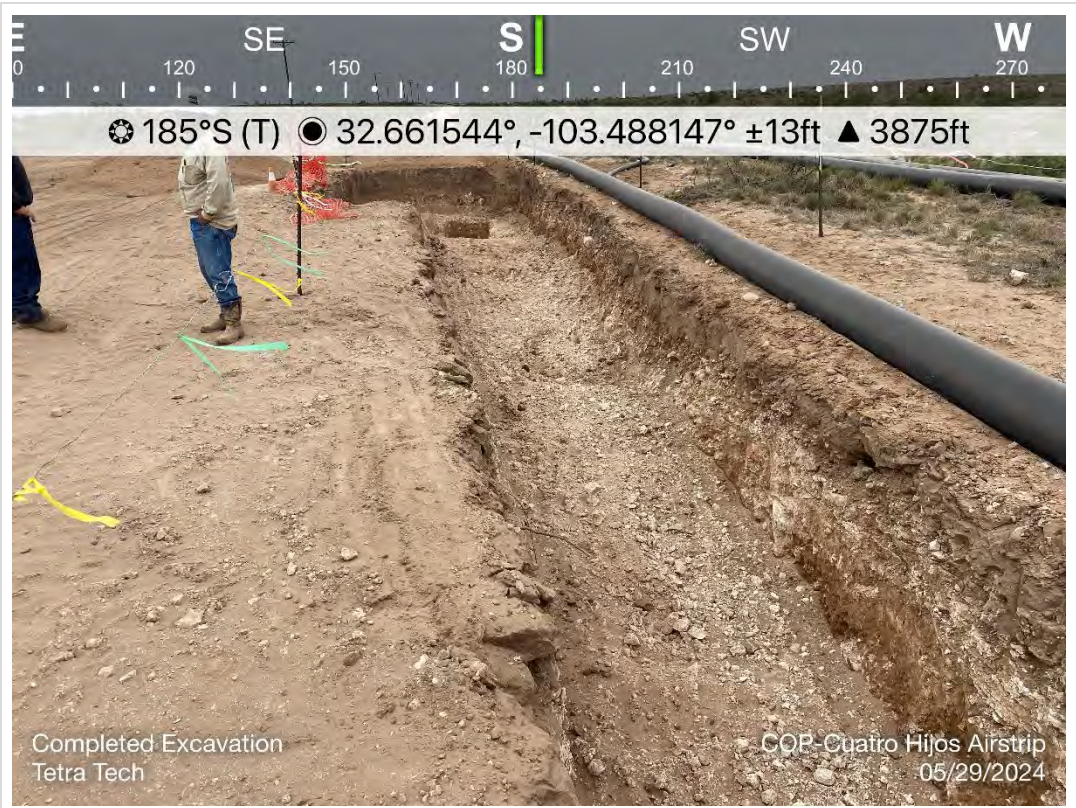 E SE S SW W
0 120 150 180 210 240 270
185°S (T) 32.661544°, -103.488147° ±13ft ▲ 3875ft
Completed Excavation
Tetra Tech
COP-Cuatro Hijos Airstrip
05/29/2024